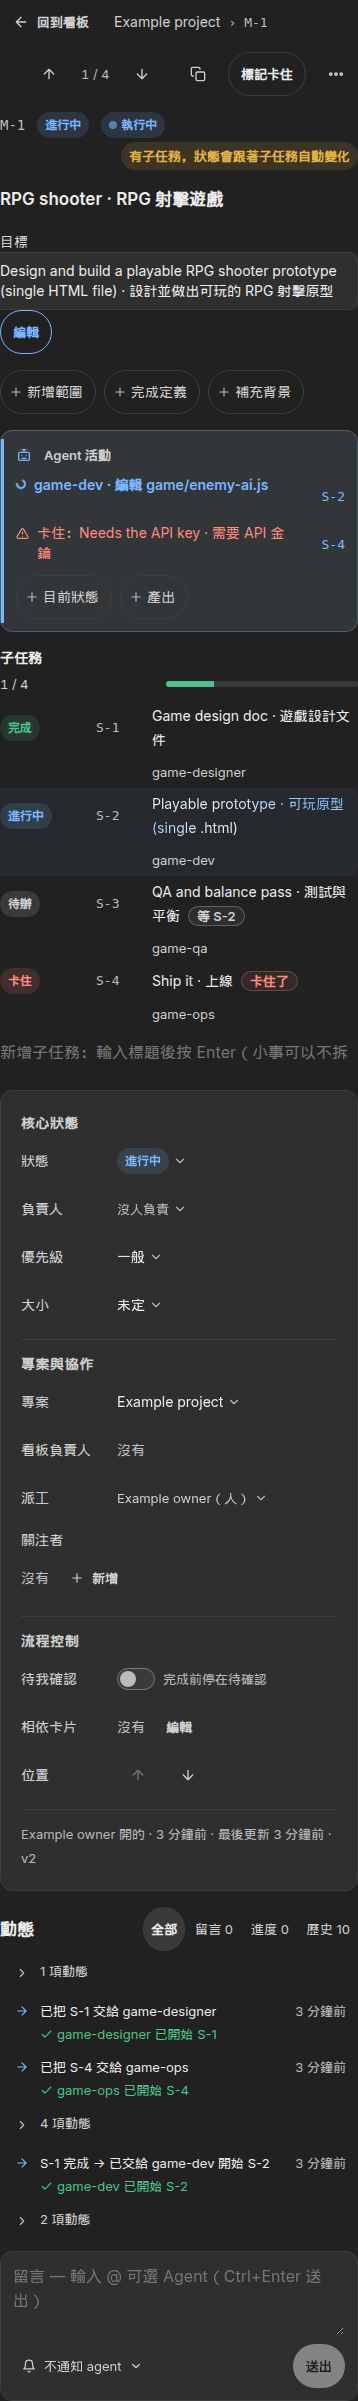 回到看板 Example project › M-1
1 / 4 標記卡住
M-1 進行中 執行中
有子任務，狀態會跟著子任務自動變化
RPG shooter · RPG 射擊遊戲
目標
Design and build a playable RPG shooter prototype
(single HTML file) · 設計並做出可玩的 RPG 射擊原型
編輯
+ 新增範圍 + 完成定義 + 補充背景
Agent 活動
game-dev · 編輯 game/enemy-ai.js
S-2
卡住：Needs the API key · 需要 API 金
鑰
S-4
+ 目前狀態 + 產出
子任務
1 / 4
完成 S-1 Game design doc · 遊戲設計文
件
game-designer
進行中 S-2 Playable prototype · 可玩原型
(single .html)
game-dev
待辦 S-3 QA and balance pass · 測試與
平衡 等 S-2
game-qa
卡住 S-4 Ship it · 上線 卡住了
game-ops
新增子任務：輸入標題後按 Enter（小事可以不拆
核心狀態
狀態 進行中
負責人 沒人負責
優先級 一般
大小 未定
專案與協作
專案 Example project
看板負責人 沒有
派工 Example owner（人）
關注者
沒有 + 新增
流程控制
待我確認 完成前停在待確認
相依卡片 沒有 編輯
位置 ↑ ↓
Example owner 開的 · 3 分鐘前 · 最後更新 3 分鐘前 ·
v2
動態 全部 留言 0 進度 0 歷史 10
1 項動態
已把 S-1 交給 game-designer 3 分鐘前
✓ game-designer 已開始 S-1
已把 S-4 交給 game-ops 3 分鐘前
✓ game-ops 已開始 S-4
4 項動態
S-1 完成 → 已交給 game-dev 開始 S-2 3 分鐘前
✓ game-dev 已開始 S-2
2 項動態
留言 — 輸入 @ 可選 Agent（Ctrl+Enter 送
出）
不通知 agent 送出